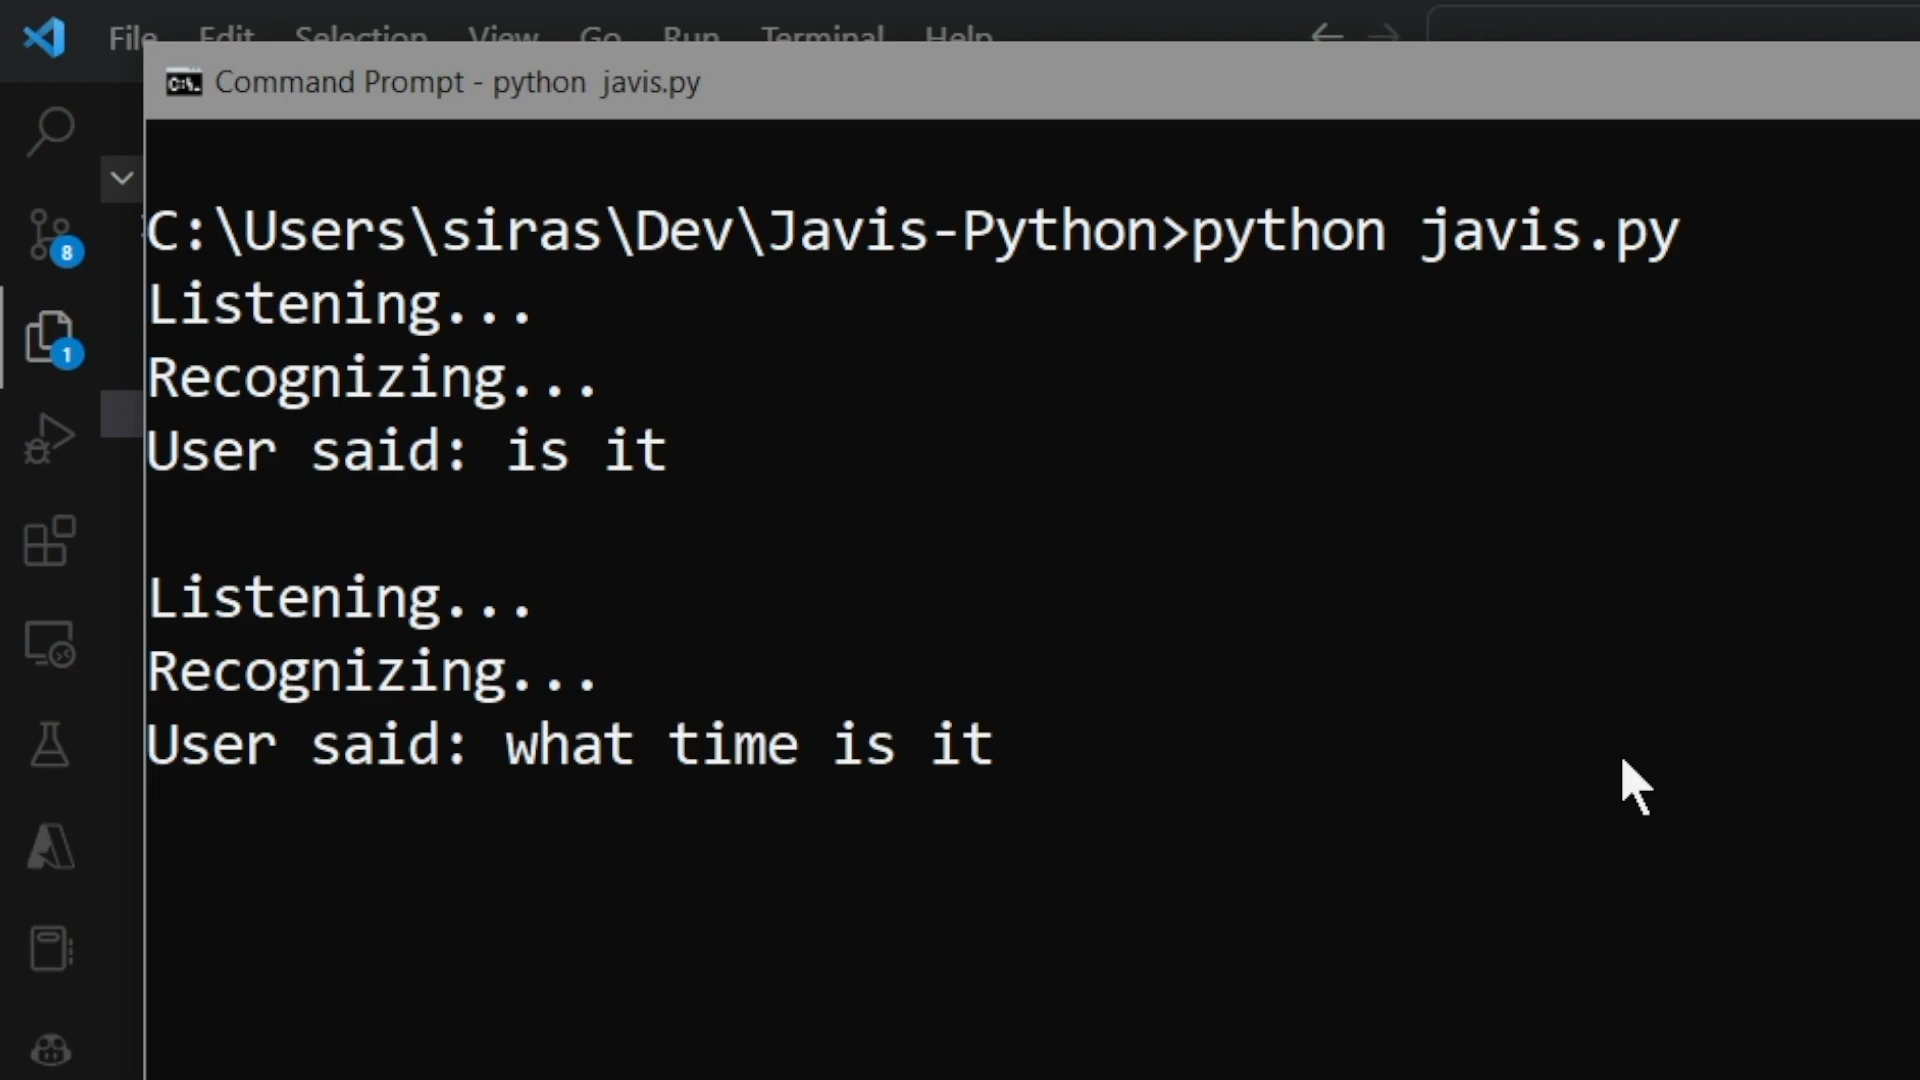 File Edit Selection View Go Run Terminal Help
C:\. Command Prompt - python javis.py
8
1
C:\Users\siras\Dev\Javis-Python>python javis.py
Listening...
Recognizing...
User said: is it
Listening...
Recognizing...
User said: what time is it